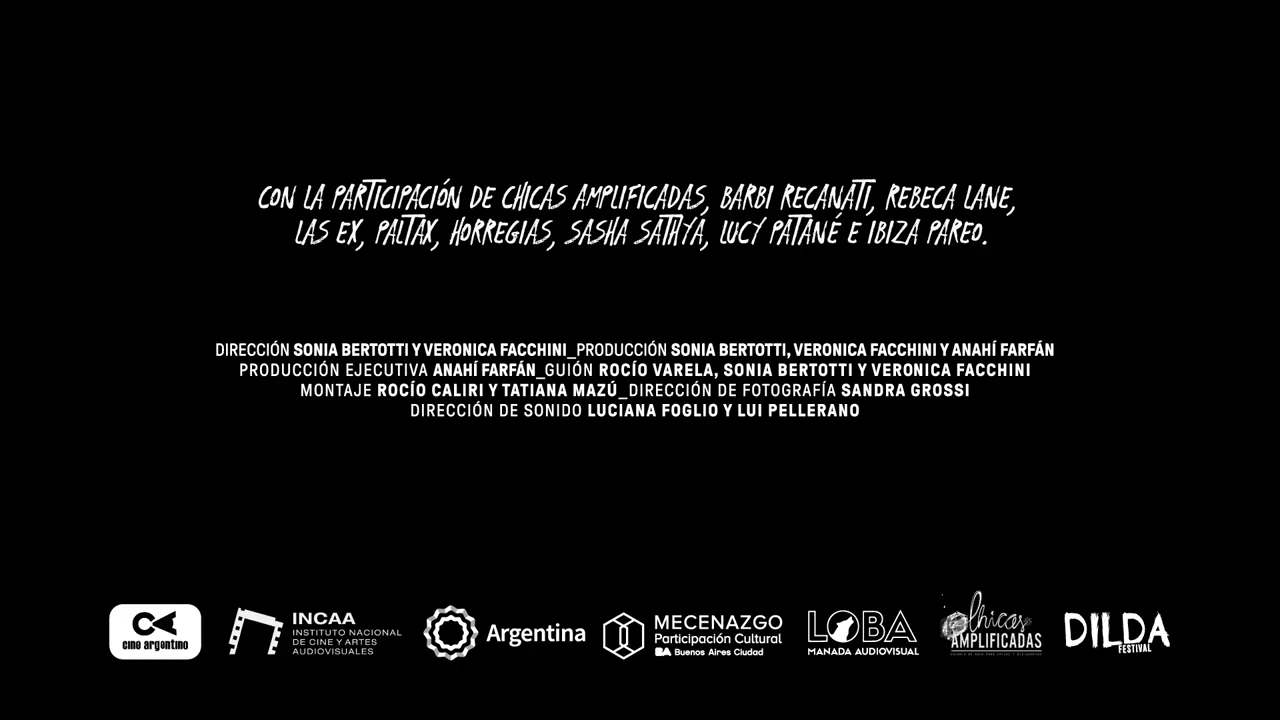 CON LA PARTICIPACIÓN DE CHICAS AMPLIFICADAS, BARBI RECANATI, REBECA LANE,
LAS EX, PALTAX, HORREGIAS, SASHA SATHYA, LUCY PATANÉ E IBIZA PAREO.
DIRECCIÓN SONIA BERTOTTI Y VERONICA FACCHINI_PRODUCCIÓN SONIA BERTOTTI, VERONICA FACCHINI Y ANAHÍ FARFÁN
PRODUCCIÓN EJECUTIVA ANAHÍ FARFÁN_GUIÓN ROCÍO VARELA, SONIA BERTOTTI Y VERONICA FACCHINI
MONTAJE ROCÍO CALIRI Y TATIANA MAZÚ_DIRECCIÓN DE FOTOGRAFÍA SANDRA GROSSI
DIRECCIÓN DE SONIDO LUCIANA FOGLIO Y LUI PELLERANO
CA
cine argentino
INCAA
INSTITUTO NACIONAL
DE CINE Y ARTES
AUDIOVISUALES
Argentina
MECENAZGO
Participación Cultural
BA Buenos Aires Ciudad
LOBA
MANADA AUDIOVISUAL
Chicas
AMPLIFICADAS
DILDA
FESTIVAL